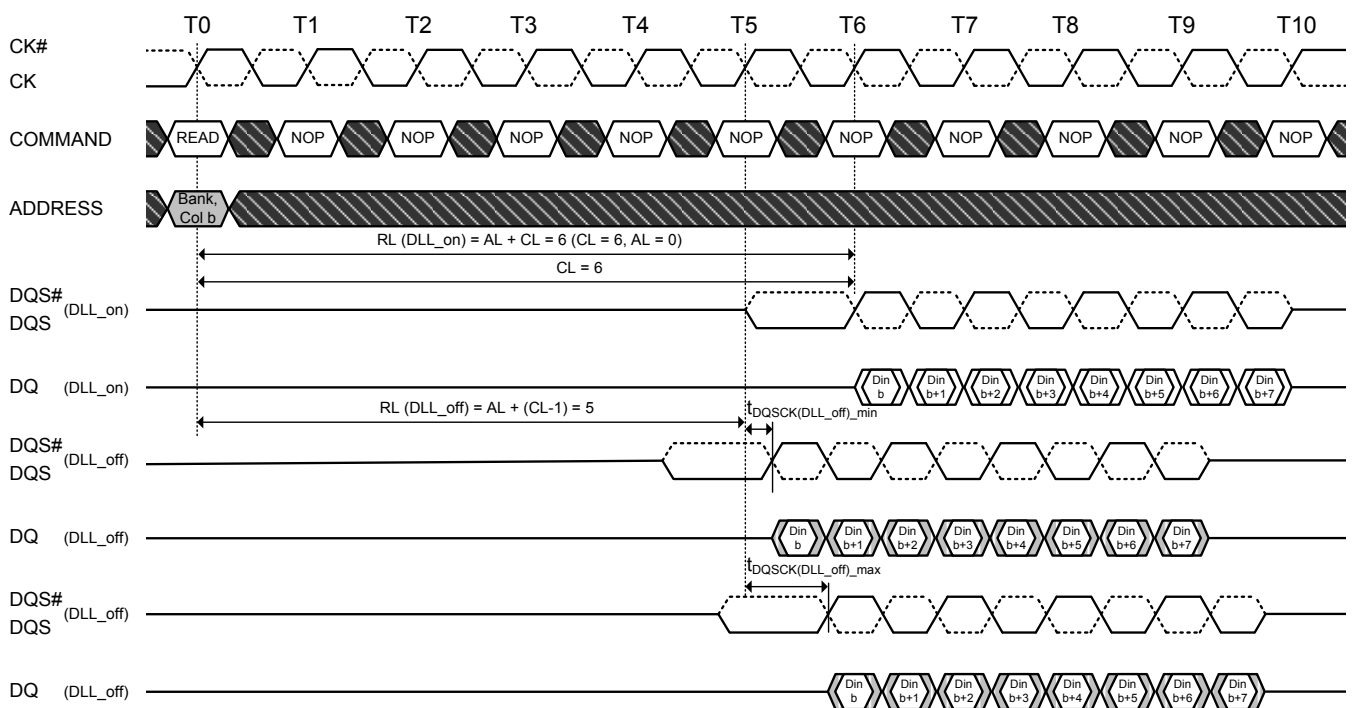 T0 T1 T2 T3 T4 T5 T6 T7 T8 T9 T10
CK#
CK
COMMAND READ NOP NOP NOP NOP NOP NOP NOP NOP NOP NOP
ADDRESS Bank,
Col b
RL (DLL_on) = AL + CL = 6 (CL = 6, AL = 0)
CL = 6
DQS# (DLL_on)
DQS
DQ (DLL_on) Din Din Din Din Din Din Din Din
b b+1 b+2 b+3 b+4 b+5 b+6 b+7
RL (DLL_off) = AL + (CL-1) = 5 tDQSCK(DLL_off)_min
DQS# (DLL_off)
DQS
DQ (DLL_off) Din Din Din Din Din Din Din Din
b b+1 b+2 b+3 b+4 b+5 b+6 b+7
tDQSCK(DLL_off)_max
DQS# (DLL_off)
DQS
DQ (DLL_off) Din Din Din Din Din Din Din Din
b b+1 b+2 b+3 b+4 b+5 b+6 b+7